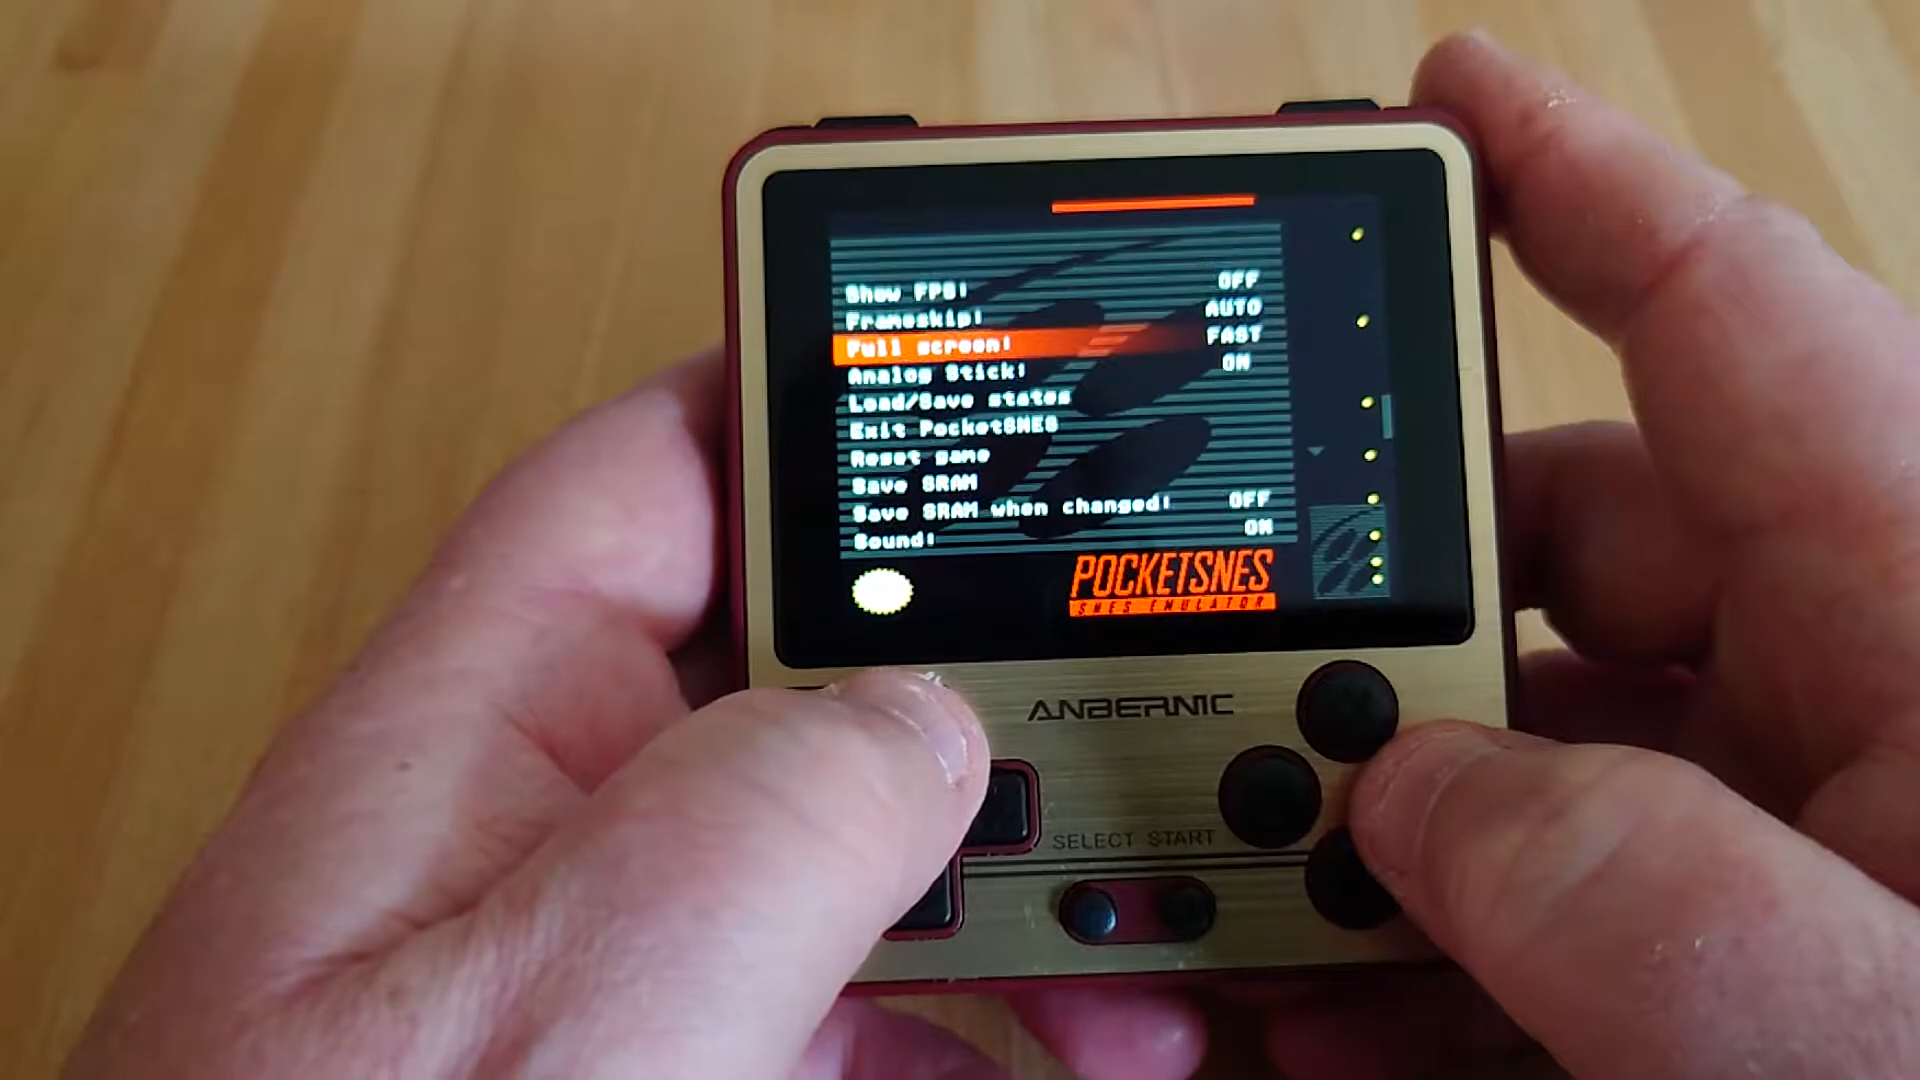 Show FPS: OFF
Frameskip: AUTO
Full screen: FAST
Analog Stick: ON
Load/Save states
Exit PocketSNES
Reset game
Save SRAM
Save SRAM when changed: OFF
Sound: ON
POCKETSNES
SNES EMULATOR
ANBERNIC
SELECT START